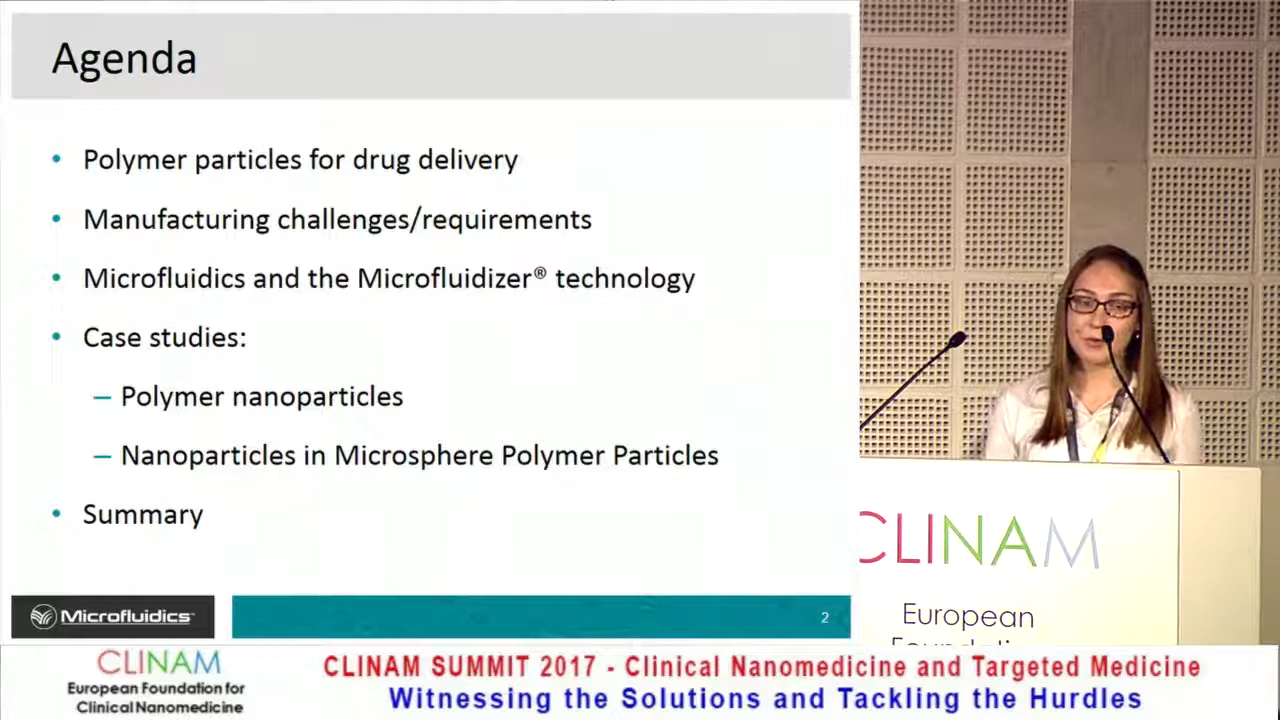 Agenda
• Polymer particles for drug delivery
• Manufacturing challenges/requirements
• Microfluidics and the Microfluidizer® technology
• Case studies:
– Polymer nanoparticles
– Nanoparticles in Microsphere Polymer Particles
• Summary
Microfluidics
2
CLINAM
European
CLINAM
European Foundation for
Clinical Nanomedicine
CLINAM SUMMIT 2017 - Clinical Nanomedicine and Targeted Medicine
Witnessing the Solutions and Tackling the Hurdles